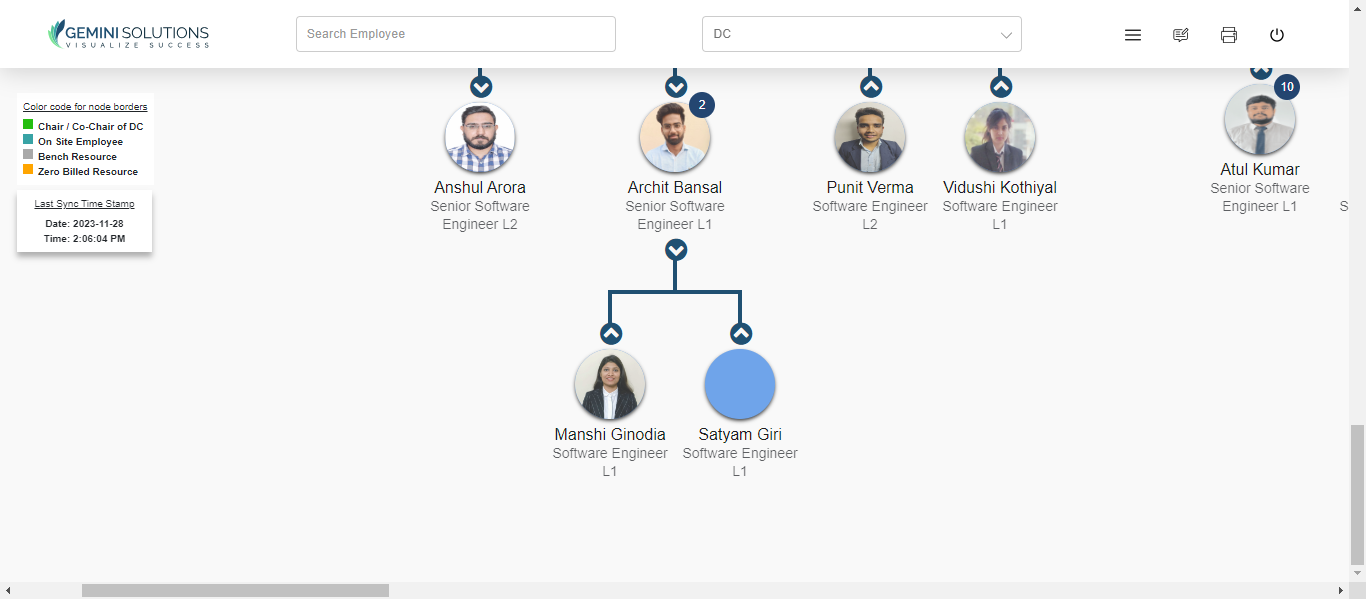 GEMINI SOLUTIONS
VISUALIZE SUCCESS
Search Employee
DC
Color code for node borders
Chair / Co-Chair of DC
On Site Employee
Bench Resource
Zero Billed Resource
Last Sync Time Stamp
Date: 2023-11-28
Time: 2:06:04 PM
Anshul Arora
Senior Software
Engineer L2
2
Archit Bansal
Senior Software
Engineer L1
Punit Verma
Software Engineer
L2
Vidushi Kothiyal
Software Engineer
L1
10
Atul Kumar
Senior Software
Engineer L1
S
Manshi Ginodia
Software Engineer
L1
Satyam Giri
Software Engineer
L1